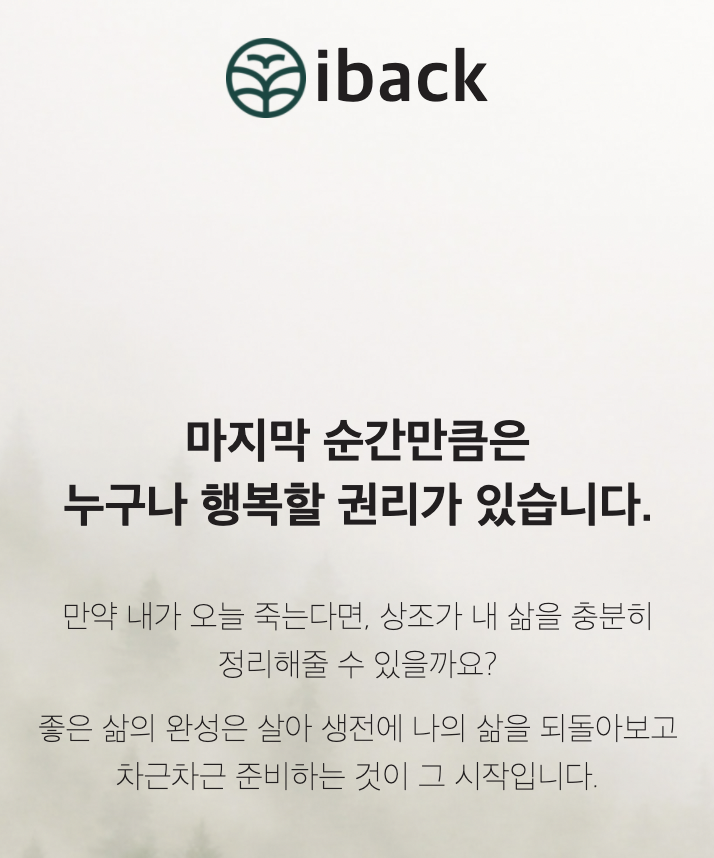 iback
마지막 순간만큼은
누구나 행복할 권리가 있습니다.
만약 내가 오늘 죽는다면, 상조가 내 삶을 충분히
정리해줄 수 있을까요?
좋은 삶의 완성은 살아 생전에 나의 삶을 되돌아보고
차근차근 준비하는 것이 그 시작입니다.